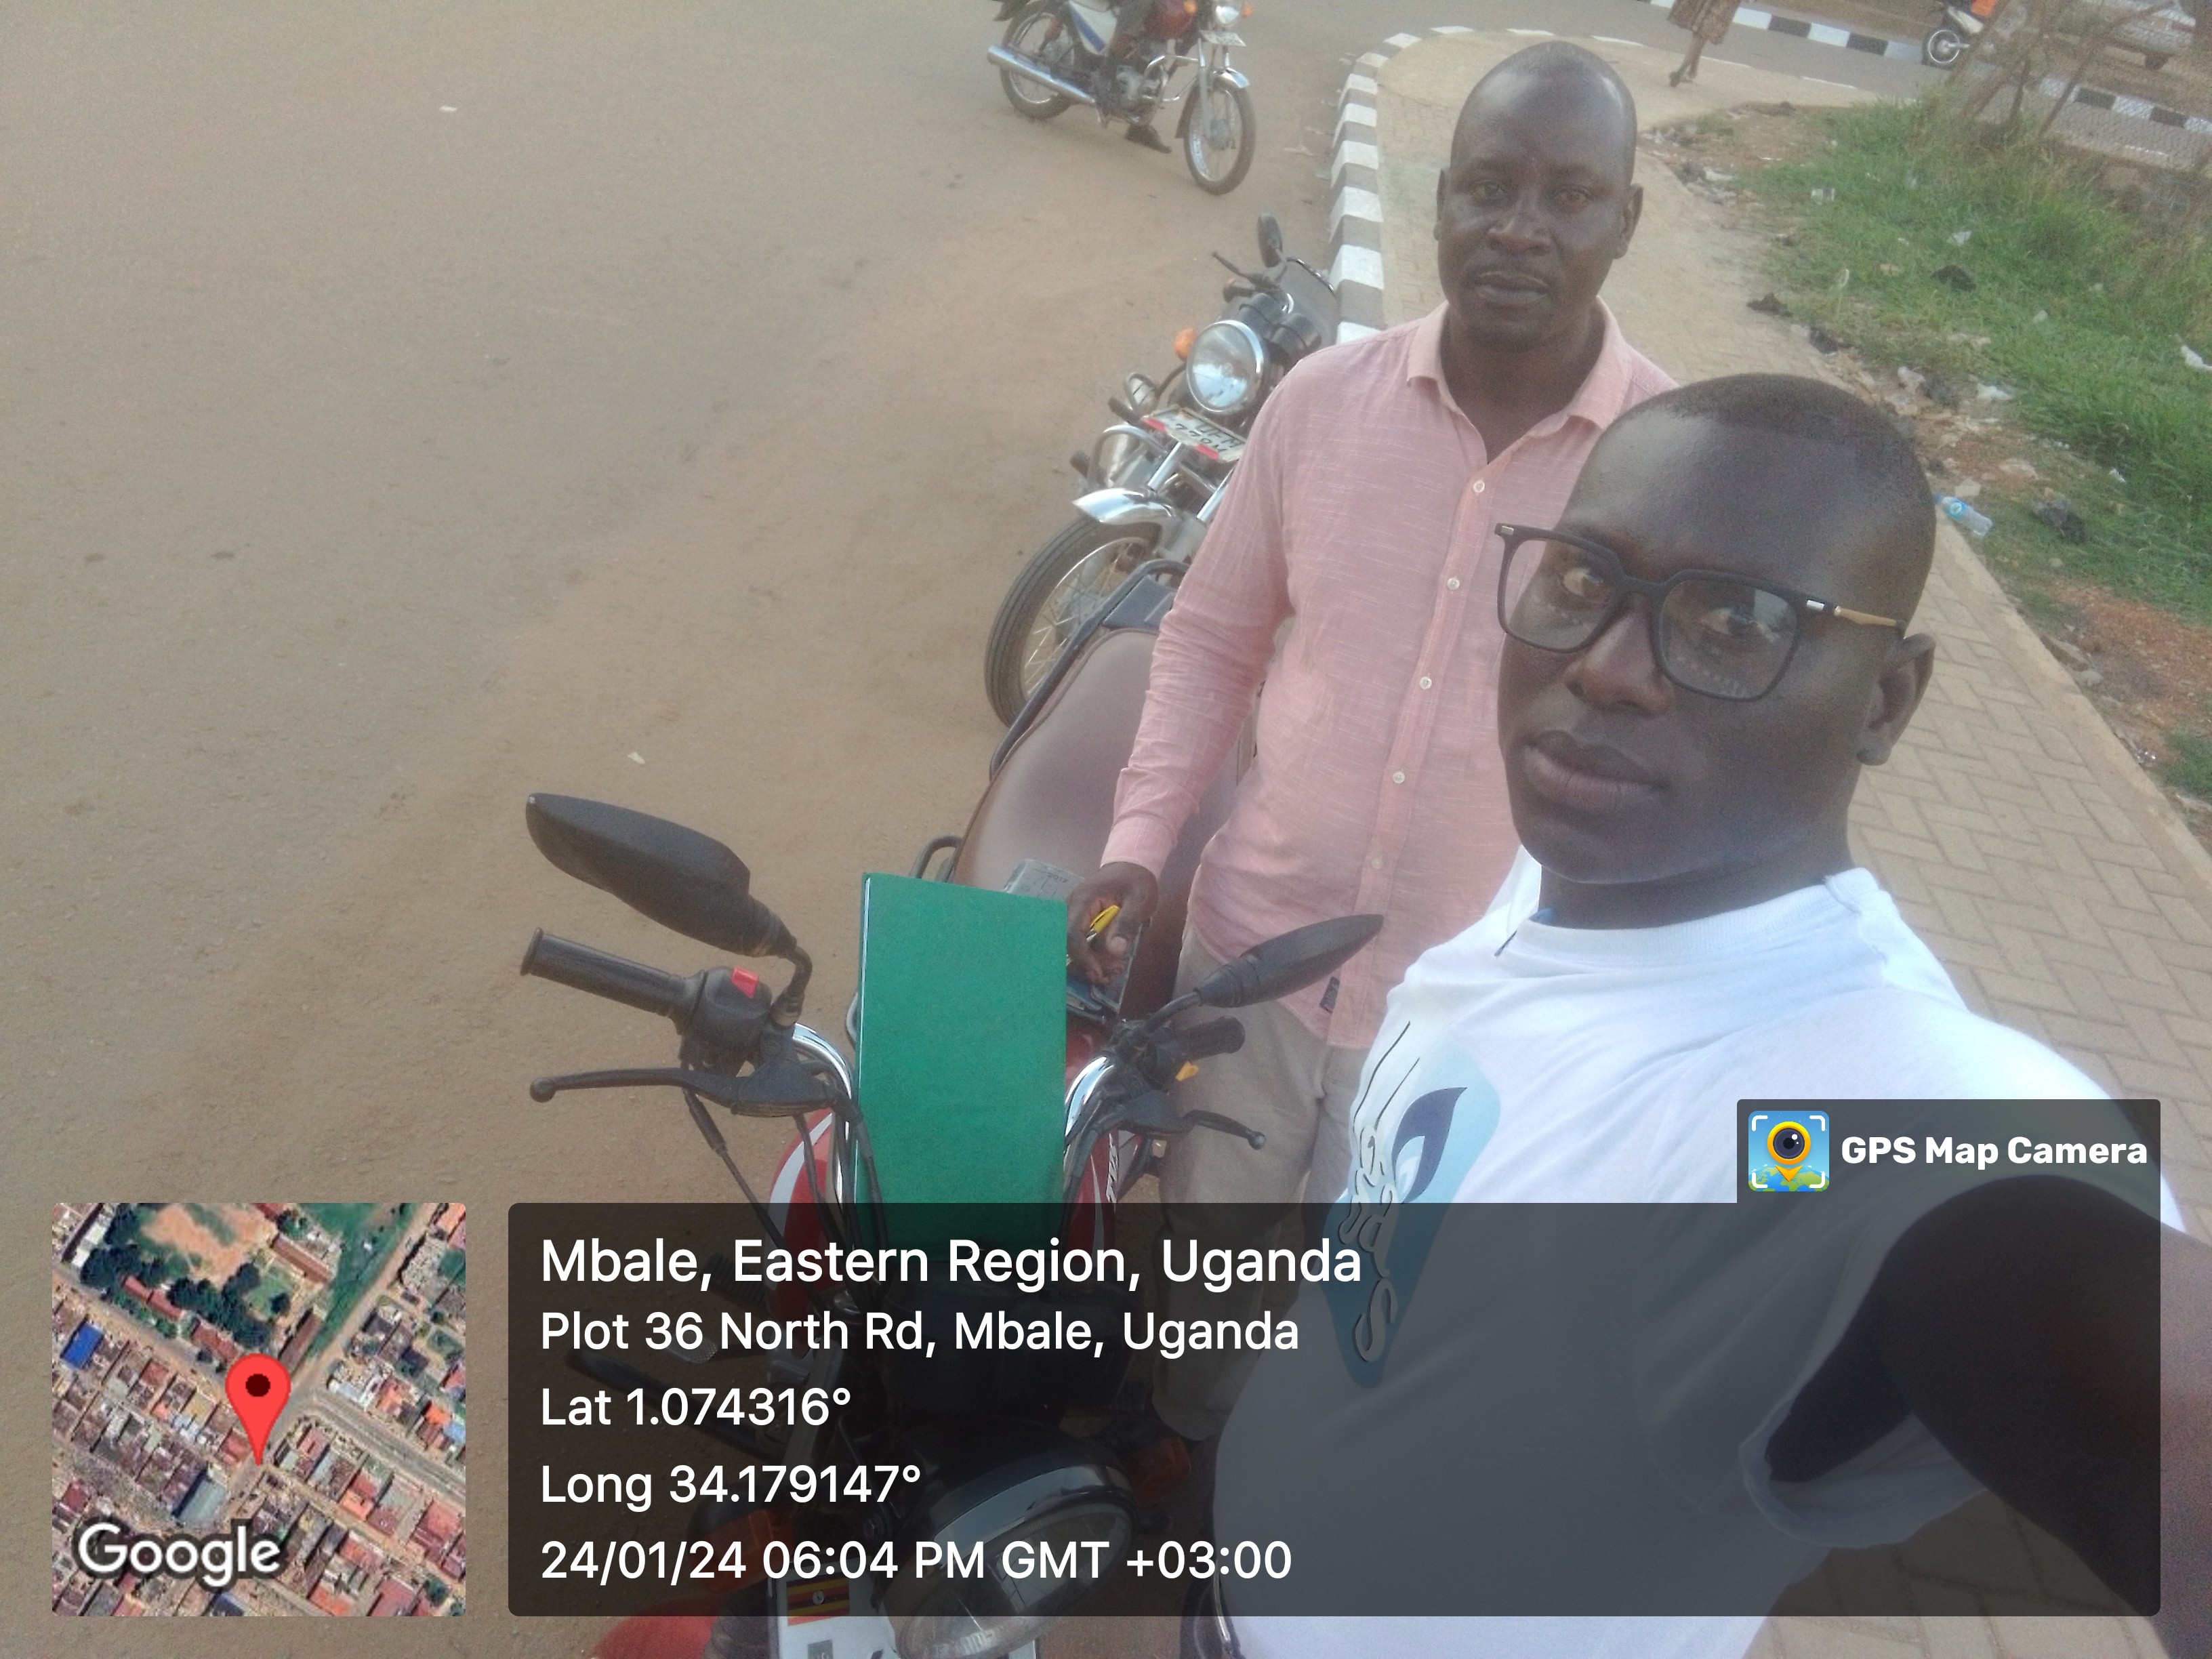 GPS Map Camera
Mbale, Eastern Region, Uganda
Plot 36 North Rd, Mbale, Uganda
Lat 1.074316°
Long 34.179147°
24/01/24 06:04 PM GMT +03:00
Google